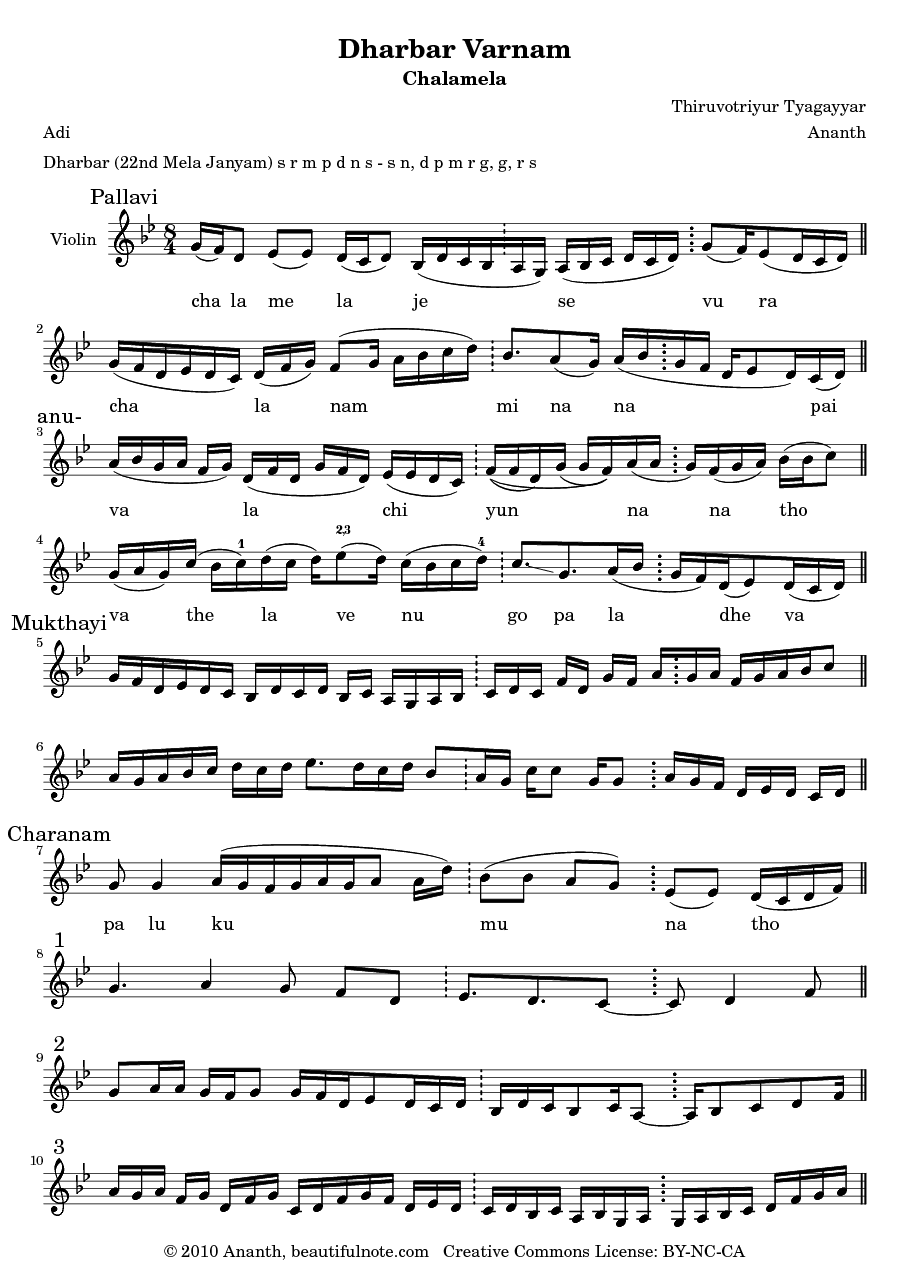 Dharbar Varnam
Chalamela
Thiruvotriyur Tyagayyar
Adi Ananth
Dharbar (22nd Mela Janyam) s r m p d n s - s n, d p m r g, g, r s
Pallavi
Violin
8
4
cha la me la je se vu ra
2
cha la nam mi na na pai
anu-
3
va la chi yun na na tho
4
1 2,3 4
va the la ve nu go pa la dhe va
Mukthayi
5
6
Charanam
7
pa lu ku mu na tho
1
8
2
9
3
10
© 2010 Ananth, beautifulnote.com Creative Commons License: BY-NC-CA